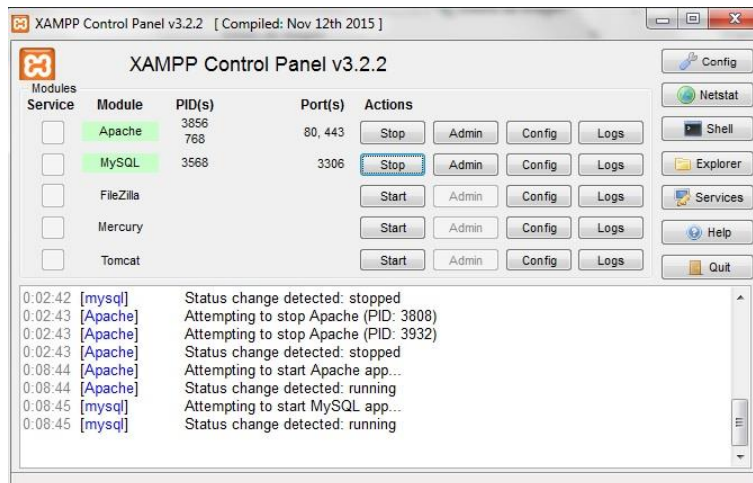 XAMPP Control Panel v3.2.2 [ Compiled: Nov 12th 2015 ]
XAMPP Control Panel v3.2.2
Config
Modules
Service Module PID(s) Port(s) Actions
Netstat
Apache 3856 768 80, 443 Stop Admin Config Logs
Shell
MySQL 3568 3306 Stop Admin Config Logs
Explorer
FileZilla Start Admin Config Logs
Services
Mercury Start Admin Config Logs
Help
Tomcat Start Admin Config Logs
Quit
0:02:42 [mysql] Status change detected: stopped
0:02:43 [Apache] Attempting to stop Apache (PID: 3808)
0:02:43 [Apache] Attempting to stop Apache (PID: 3932)
0:02:43 [Apache] Status change detected: stopped
0:08:44 [Apache] Attempting to start Apache app...
0:08:44 [Apache] Status change detected: running
0:08:45 [mysql] Attempting to start MySQL app...
0:08:45 [mysql] Status change detected: running